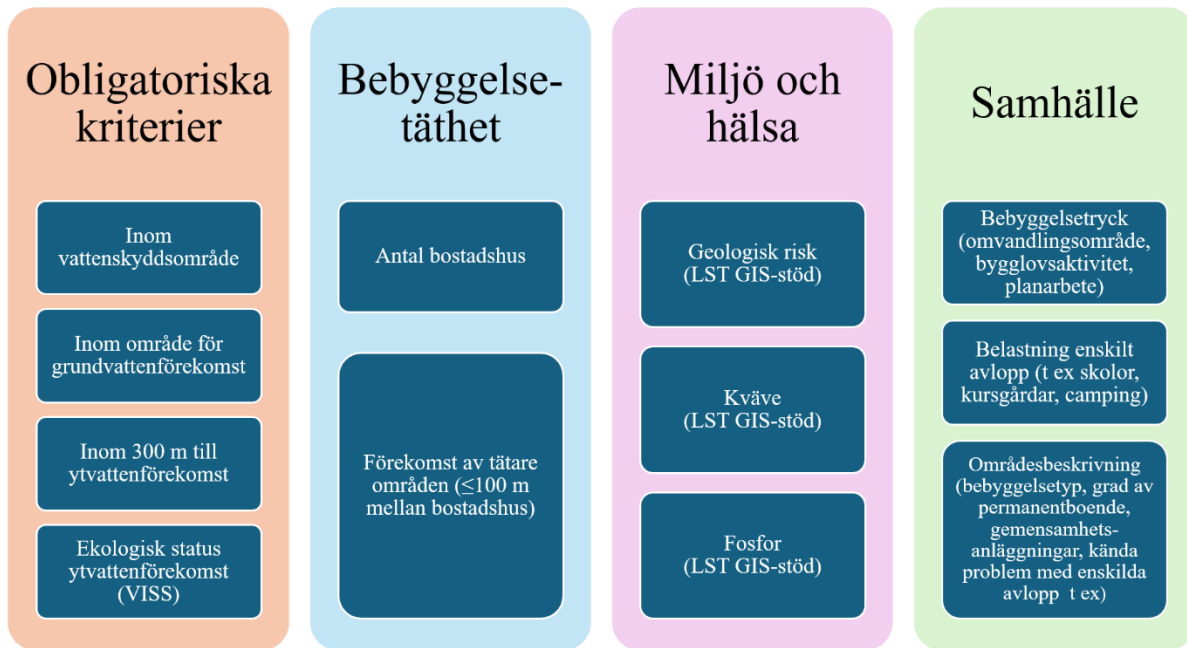 Obligatoriska
kriterier
Inom
vattenskyddsområde
Inom område för
grundvattenförekomst
Inom 300 m till
ytvattenförekomst
Ekologisk status
ytvattenförekomst
(VISS)
Bebyggelse-
täthet
Antal bostadshus
Förekomst av tätare
områden (≤100 m
mellan bostadshus)
Miljö och
hälsa
Geologisk risk
(LST GIS-stöd)
Kväve
(LST GIS-stöd)
Fosfor
(LST GIS-stöd)
Samhälle
Bebyggelsetryck
(omvandlingsområde,
bygglovsaktivitet,
planarbete)
Belastning enskilt
avlopp (t ex skolor,
kursgårdar, camping)
Områdesbeskrivning
(bebyggelsetyp, grad av
permanentboende,
gemensamhets-
anläggningar, kända
problem med enskilda
avlopp t ex)